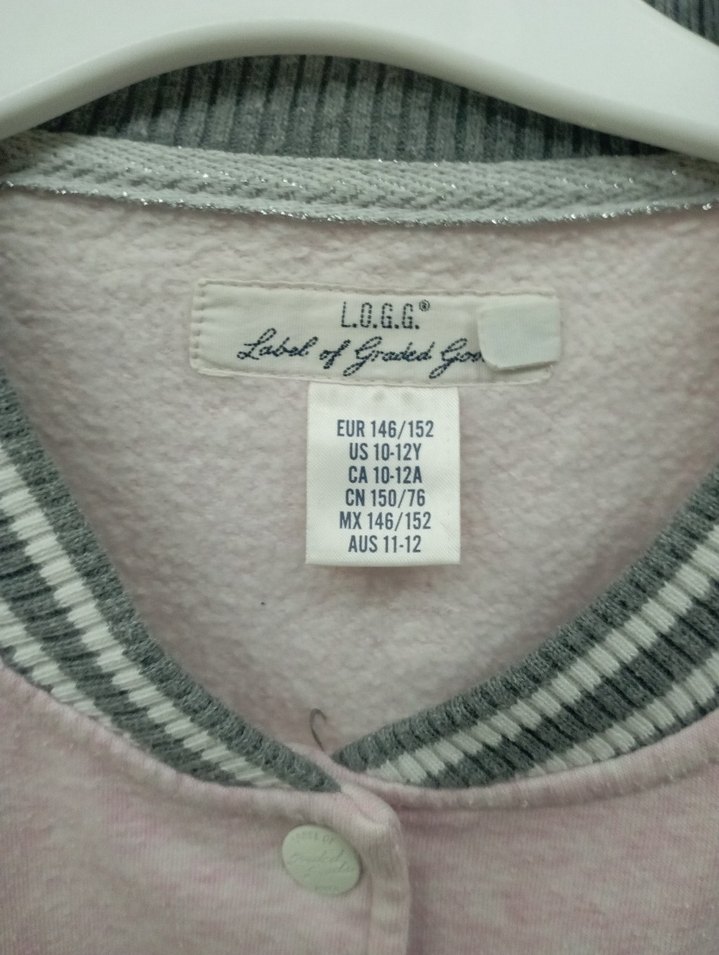 L.O.G.G.®
Label of Graded
EUR 146/152
US 10-12Y
CA 10-12A
CN 150/76
MX 146/152
AUS 11-12